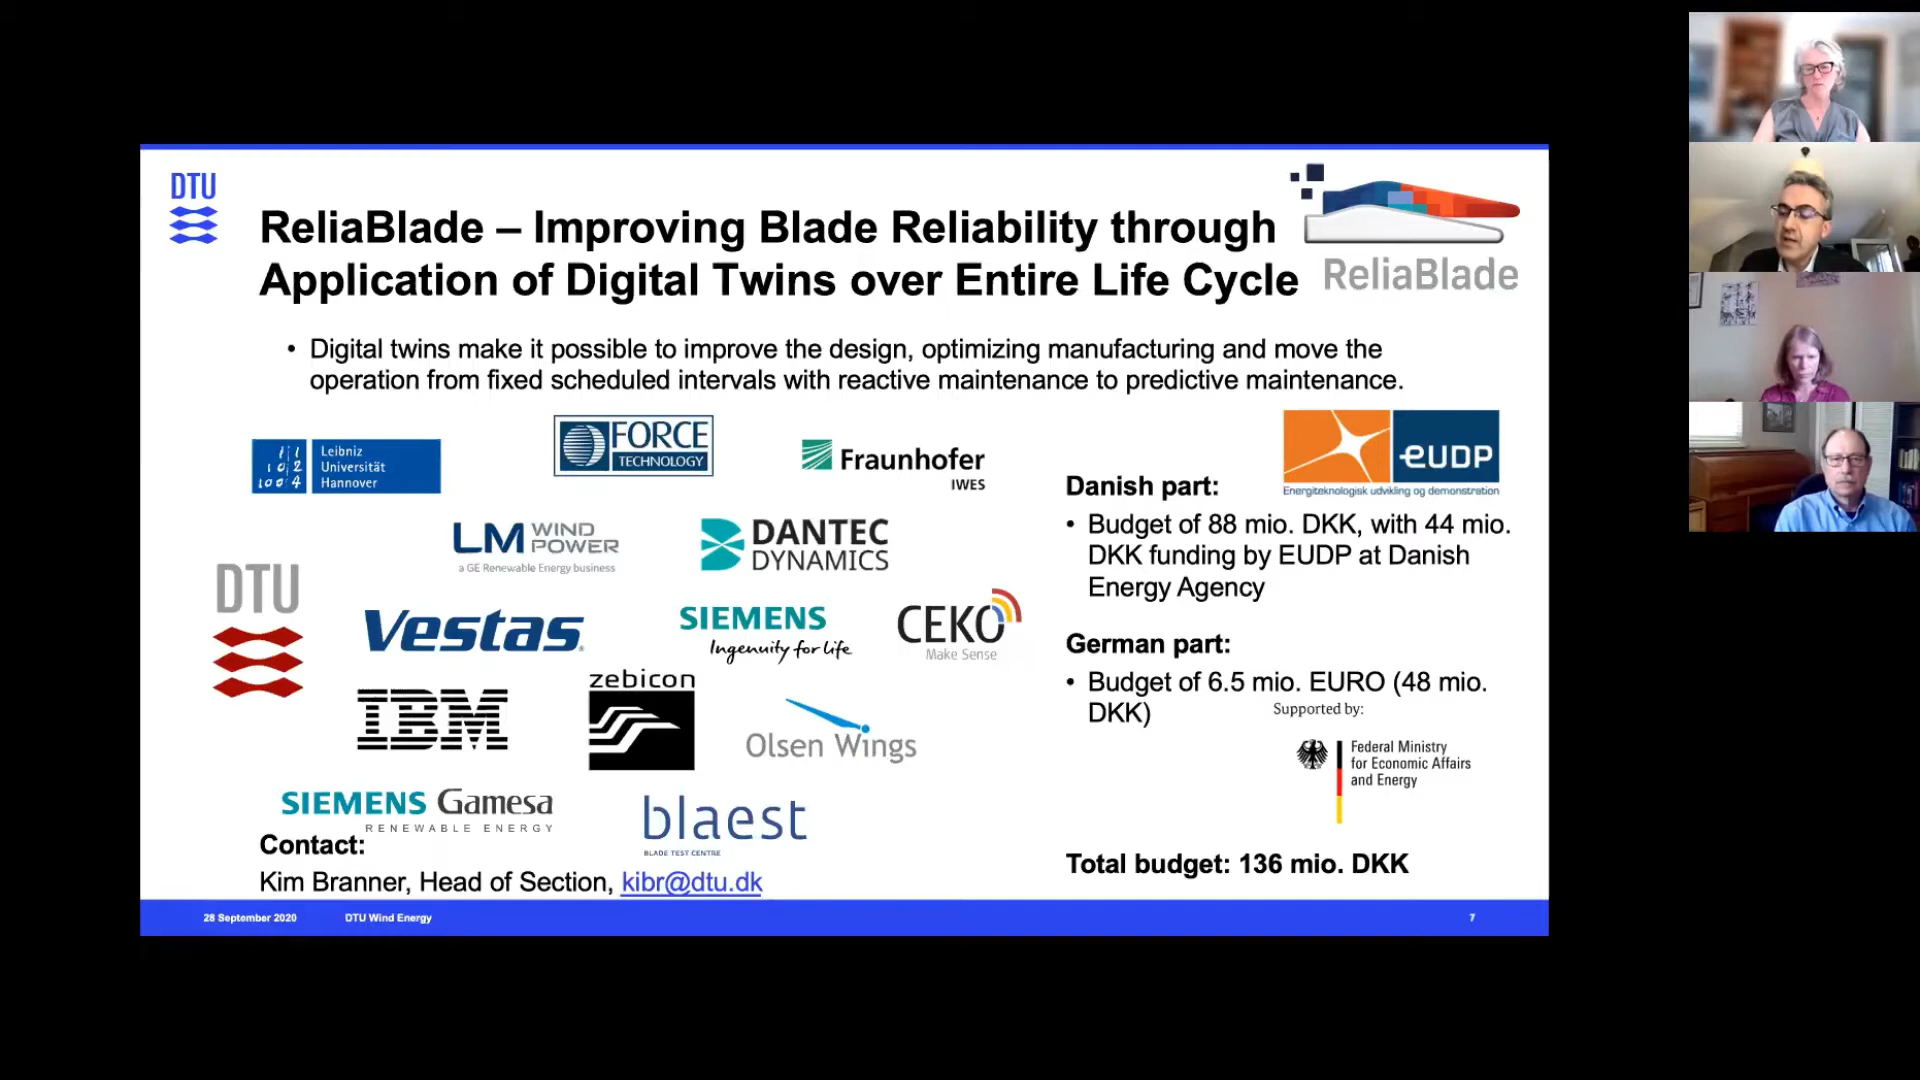 DTU
ReliaBlade – Improving Blade Reliability through
Application of Digital Twins over Entire Life Cycle
ReliaBlade
• Digital twins make it possible to improve the design, optimizing manufacturing and move the
operation from fixed scheduled intervals with reactive maintenance to predictive maintenance.
Leibniz
Universität
Hannover
FORCE
TECHNOLOGY
Fraunhofer
IWES
LM WIND
POWER
a GE Renewable Energy business
DANTEC
DYNAMICS
DTU
Vestas
SIEMENS
Ingenuity for life
CEKO
Make Sense
IBM
zebicon
Olsen Wings
SIEMENS Gamesa
RENEWABLE ENERGY
blaest
BLADE TEST CENTRE
Contact:
Kim Branner, Head of Section, kibr@dtu.dk
eUDP
Energiteknologisk udvikling og demonstration
Danish part:
• Budget of 88 mio. DKK, with 44 mio.
DKK funding by EUDP at Danish
Energy Agency
German part:
• Budget of 6.5 mio. EURO (48 mio.
DKK)
Supported by:
Federal Ministry
for Economic Affairs
and Energy
Total budget: 136 mio. DKK
28 September 2020
DTU Wind Energy
7